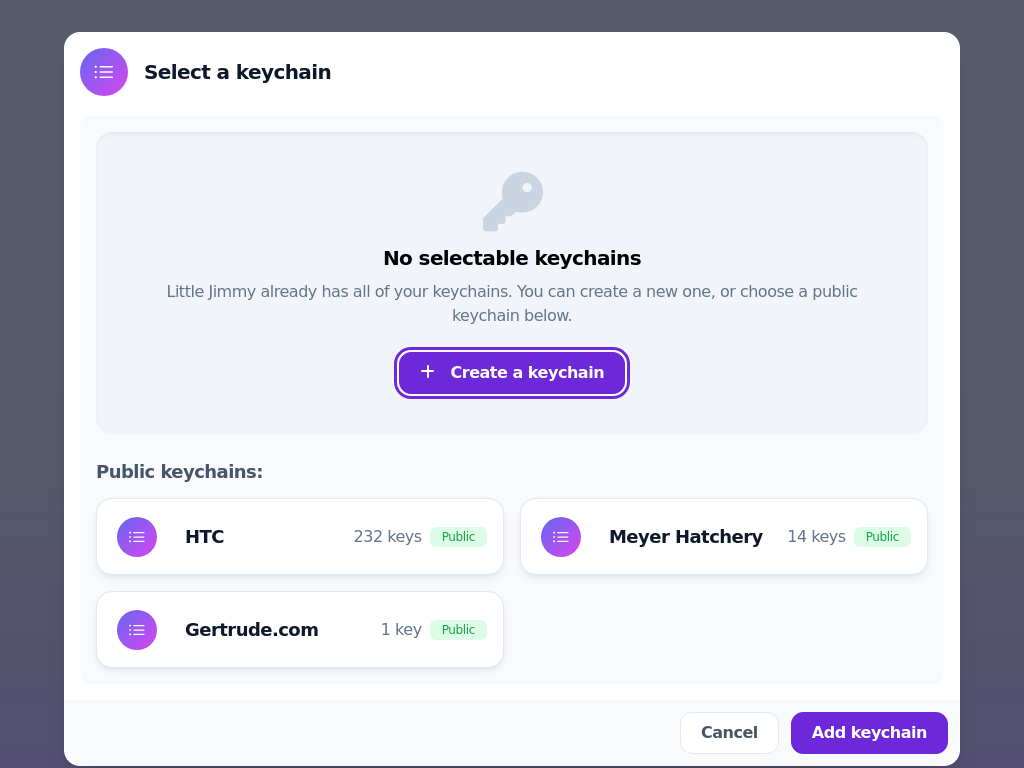 Select a keychain
No selectable keychains
Little Jimmy already has all of your keychains. You can create a new one, or choose a public
keychain below.
Create a keychain
Public keychains:
HTC 232 keys Public
Meyer Hatchery 14 keys Public
Gertrude.com 1 key Public
Cancel Add keychain